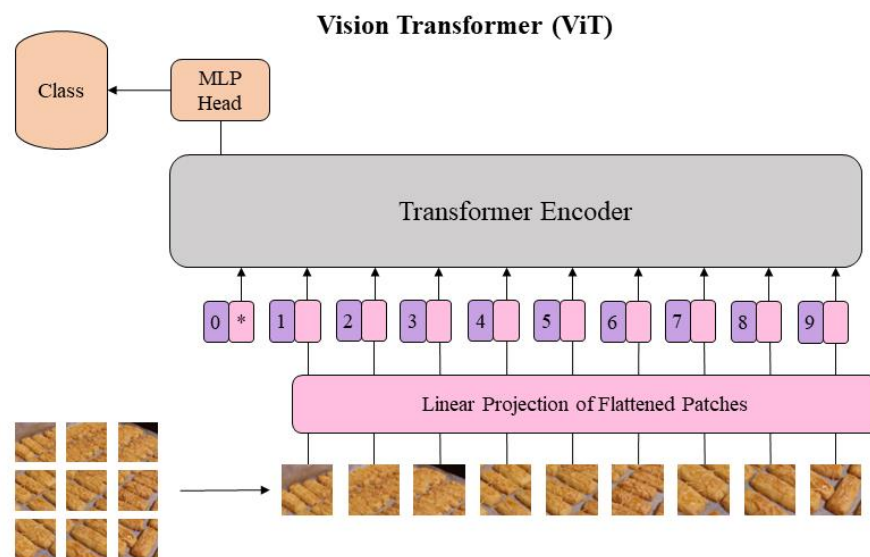 Vision Transformer (ViT)
Class
MLP
Head
Transformer Encoder
0 * 1 2 3 4 5 6 7 8 9
Linear Projection of Flattened Patches